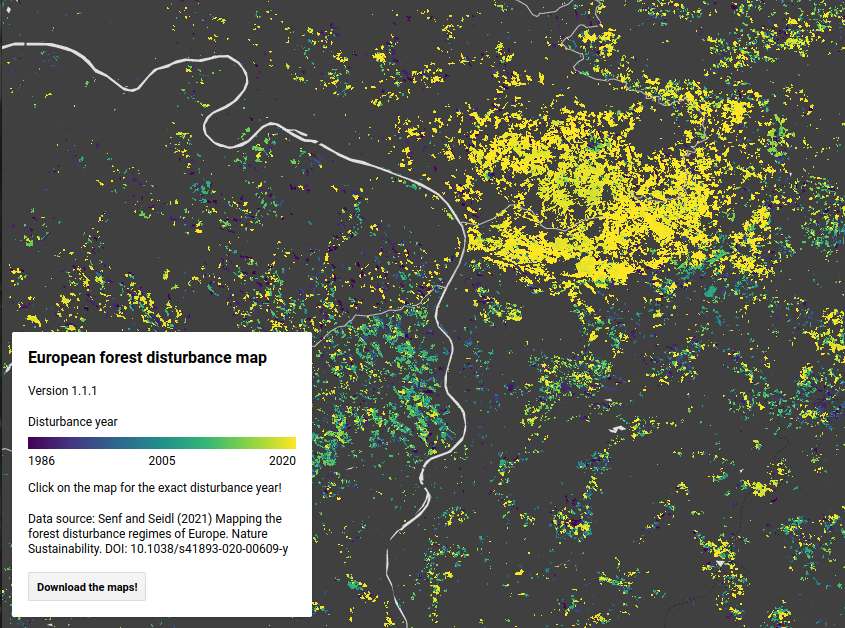 European forest disturbance map
Version 1.1.1
Disturbance year
1986 2005 2020
Click on the map for the exact disturbance year!
Data source: Senf and Seidl (2021) Mapping the
forest disturbance regimes of Europe. Nature
Sustainability. DOI: 10.1038/s41893-020-00609-y
Download the maps!